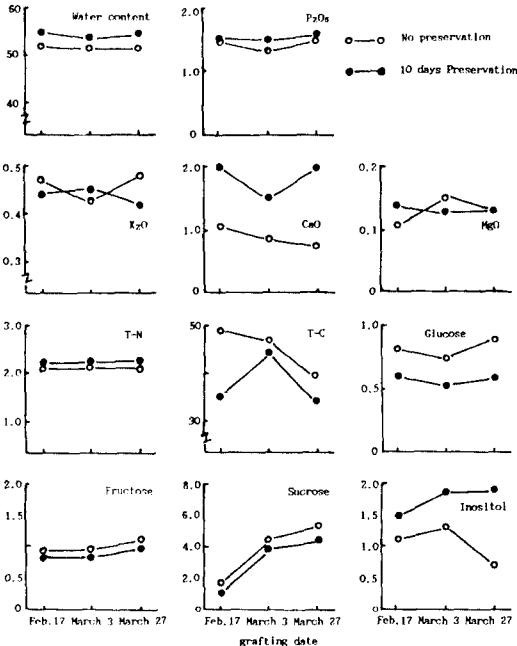 Water content
60
50
40
P₂O₅
2.0
1.0
0
No preservation
10 days Preservation
0.5
0.4
0.3
K₂O
2.0
1.0
0
CaO
0.2
0.1
0
MgO
T-N
3.0
2.0
1.0
T-C
50
30
Glucose
1.0
0.5
0
Fructose
2.0
1.0
0.5
0
Sucrose
8.0
6.0
4.0
2.0
0
Inositol
2.0
1.5
1.0
0.5
0
Feb.17 March 3 March 27
Feb.17 March 3 March 27
Feb.17 March 3 March 27
grafting date